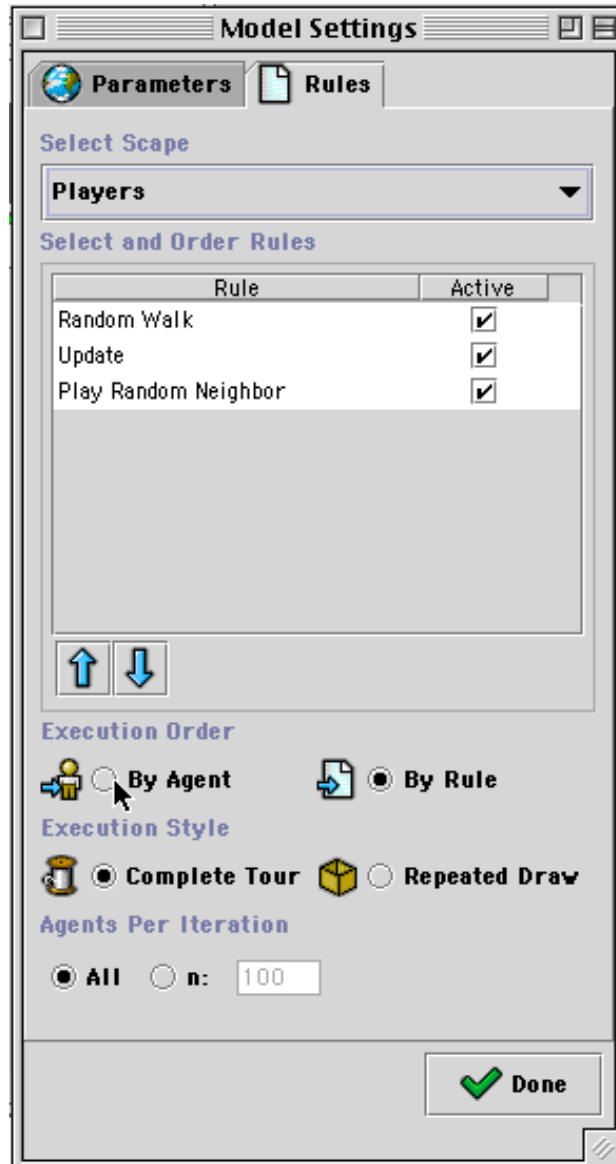 Model Settings
Parameters Rules
Select Scape
Players
Select and Order Rules
Rule Active
Random Walk
Update
Play Random Neighbor
Execution Order
By Agent By Rule
Execution Style
Complete Tour Repeated Draw
Agents Per Iteration
All n: 100
Done